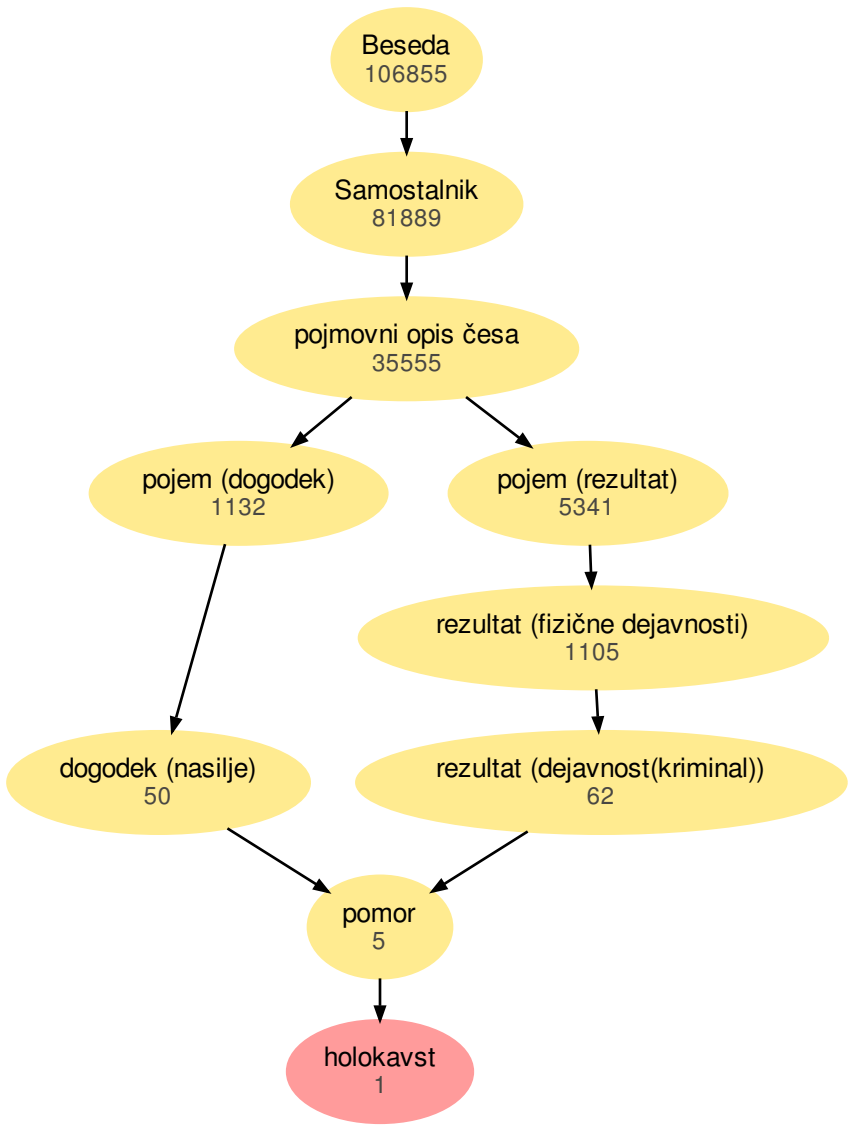 Beseda
106855
Samostalnik
81889
pojmovni opis česa
35555
pojem (dogodek)
1132
pojem (rezultat)
5341
rezultat (fizične dejavnosti)
1105
dogodek (nasilje)
50
rezultat (dejavnost(kriminal))
62
pomor
5
holokavst
1